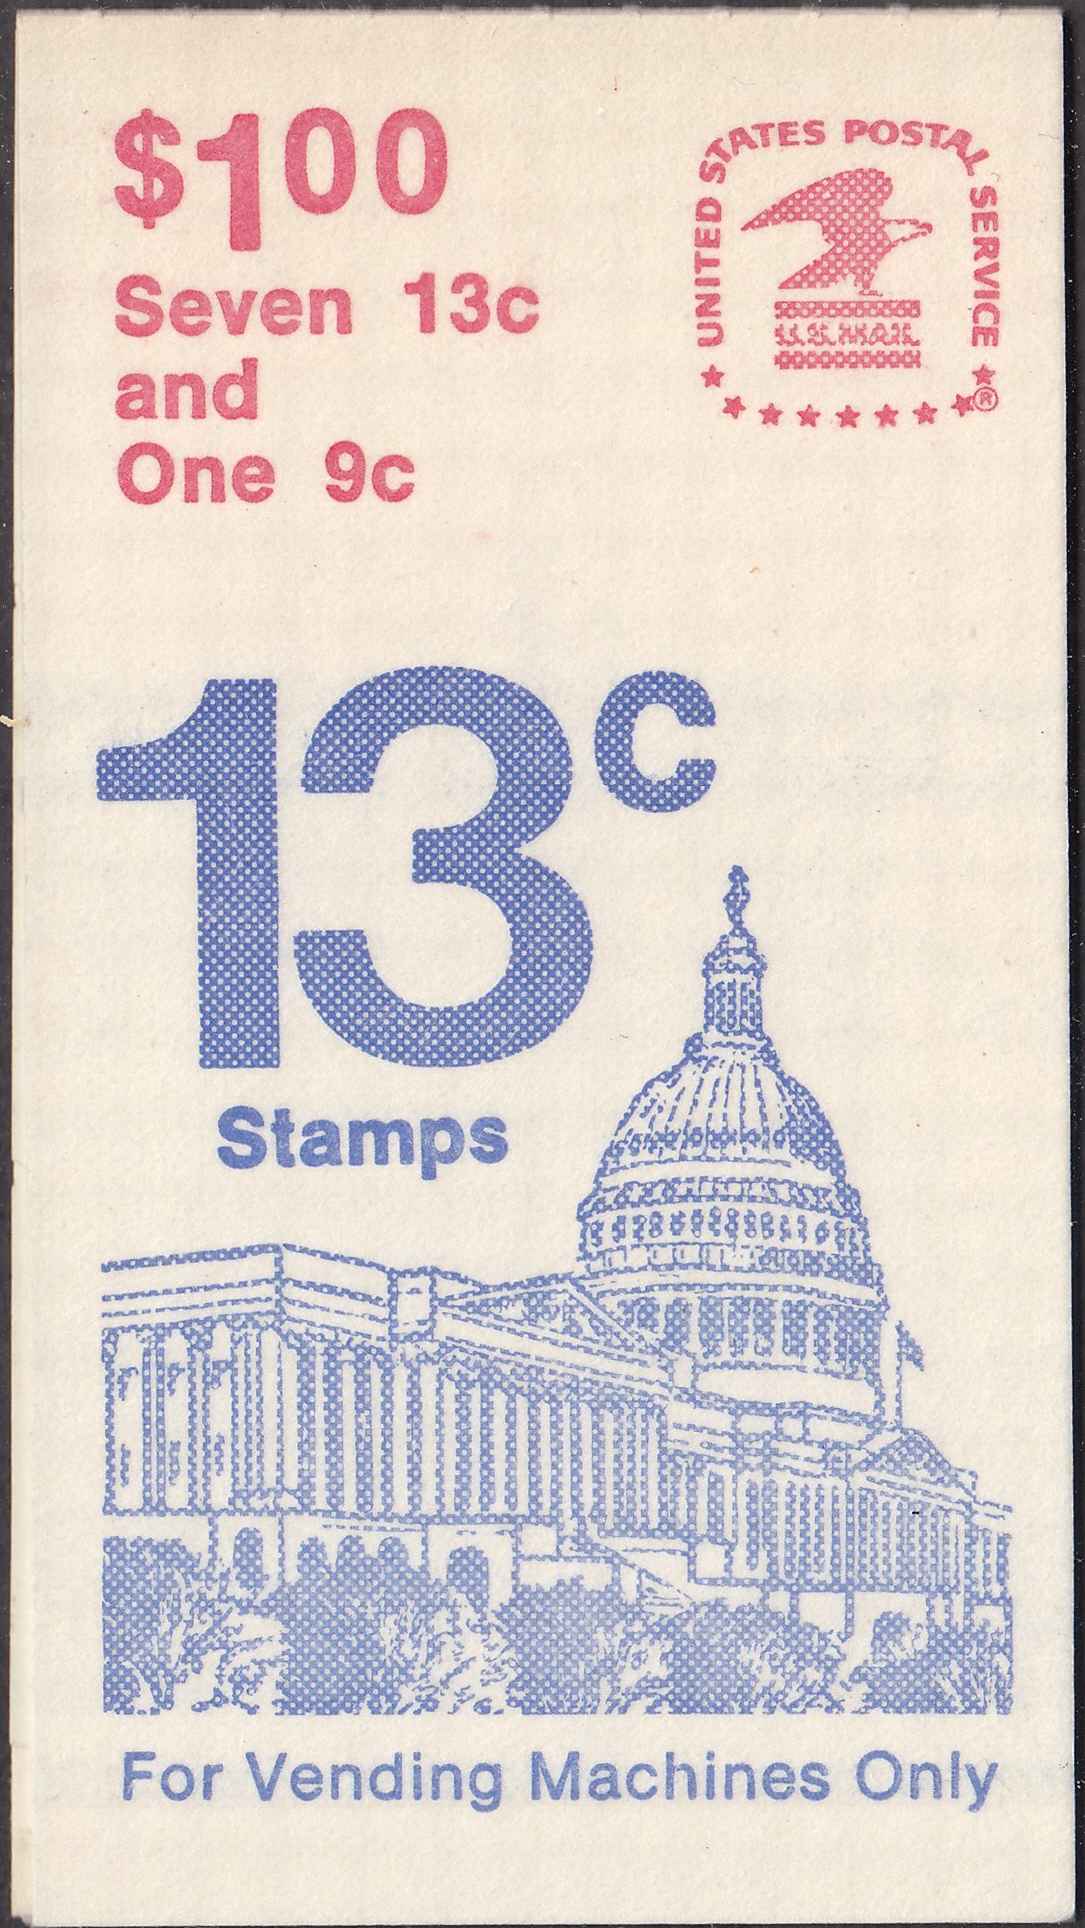 $1.00
Seven 13c
and
One 9c
UNITED STATES POSTAL SERVICE
U.S. MAIL
®
13c
Stamps
For Vending Machines Only